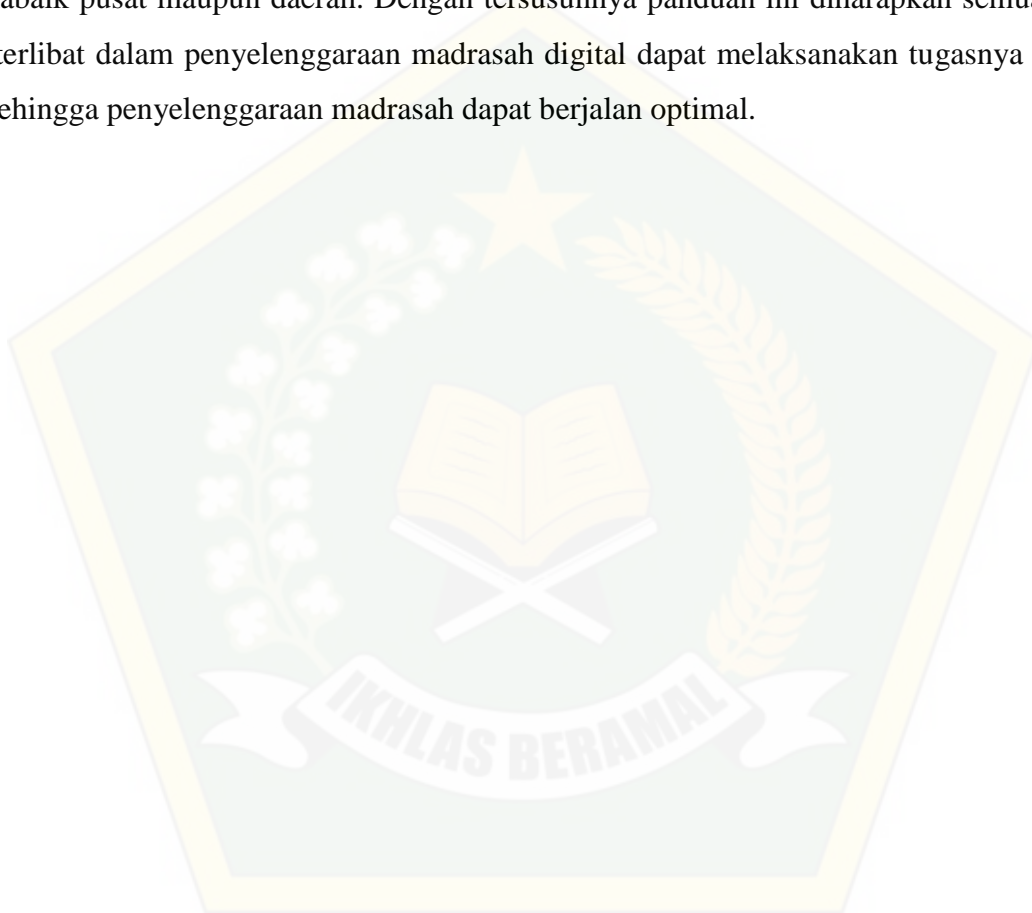 pusat maupun daerah. Dengan tersusunnya panduan ini diharapkan semua
terlibat dalam penyelenggaraan madrasah digital dapat melaksanakan tugasnya
ehingga penyelenggaraan madrasah dapat berjalan optimal.
IKHLAS BERAMAL